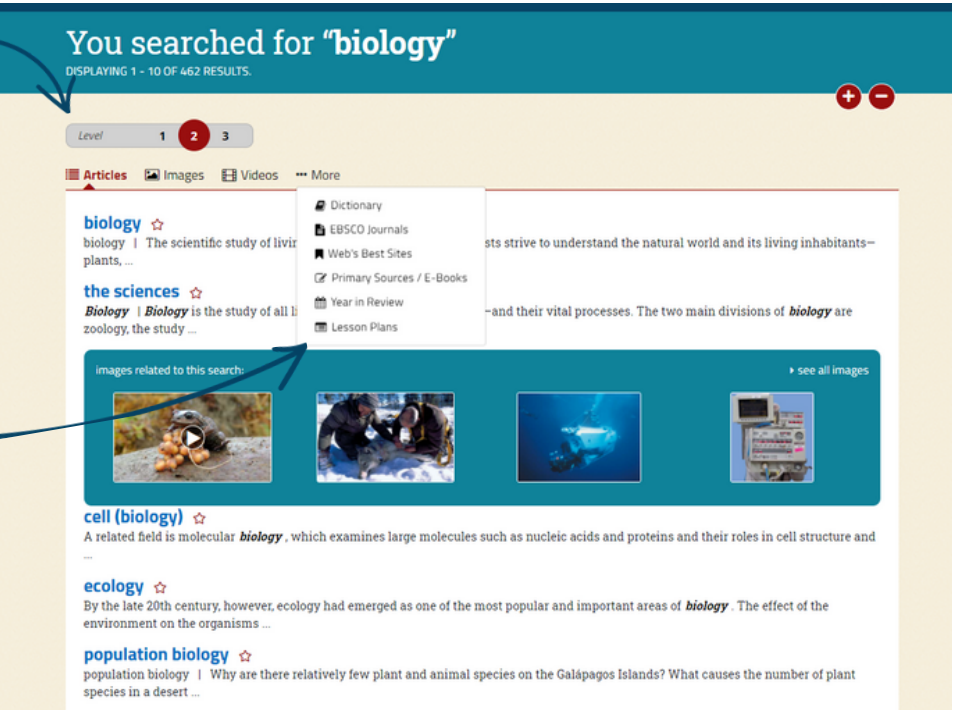 You searched for “biology”
DISPLAYING 1 - 10 OF 462 RESULTS.
Level 1 2 3
Articles Images Videos ••• More
Dictionary
EBSCO Journals
Web's Best Sites
Primary Sources / E-Books
Year in Review
Lesson Plans
biology
biology | The scientific study of livin sts strive to understand the natural world and its living inhabitants—
plants, ...
the sciences
Biology | Biology is the study of all li —and their vital processes. The two main divisions of biology are
zoology, the study ...
images related to this search:
see all images
cell (biology)
A related field is molecular biology , which examines large molecules such as nucleic acids and proteins and their roles in cell structure and
...
ecology
By the late 20th century, however, ecology had emerged as one of the most popular and important areas of biology . The effect of the
environment on the organisms ...
population biology
population biology | Why are there relatively few plant and animal species on the Galápagos Islands? What causes the number of plant
species in a desert ...